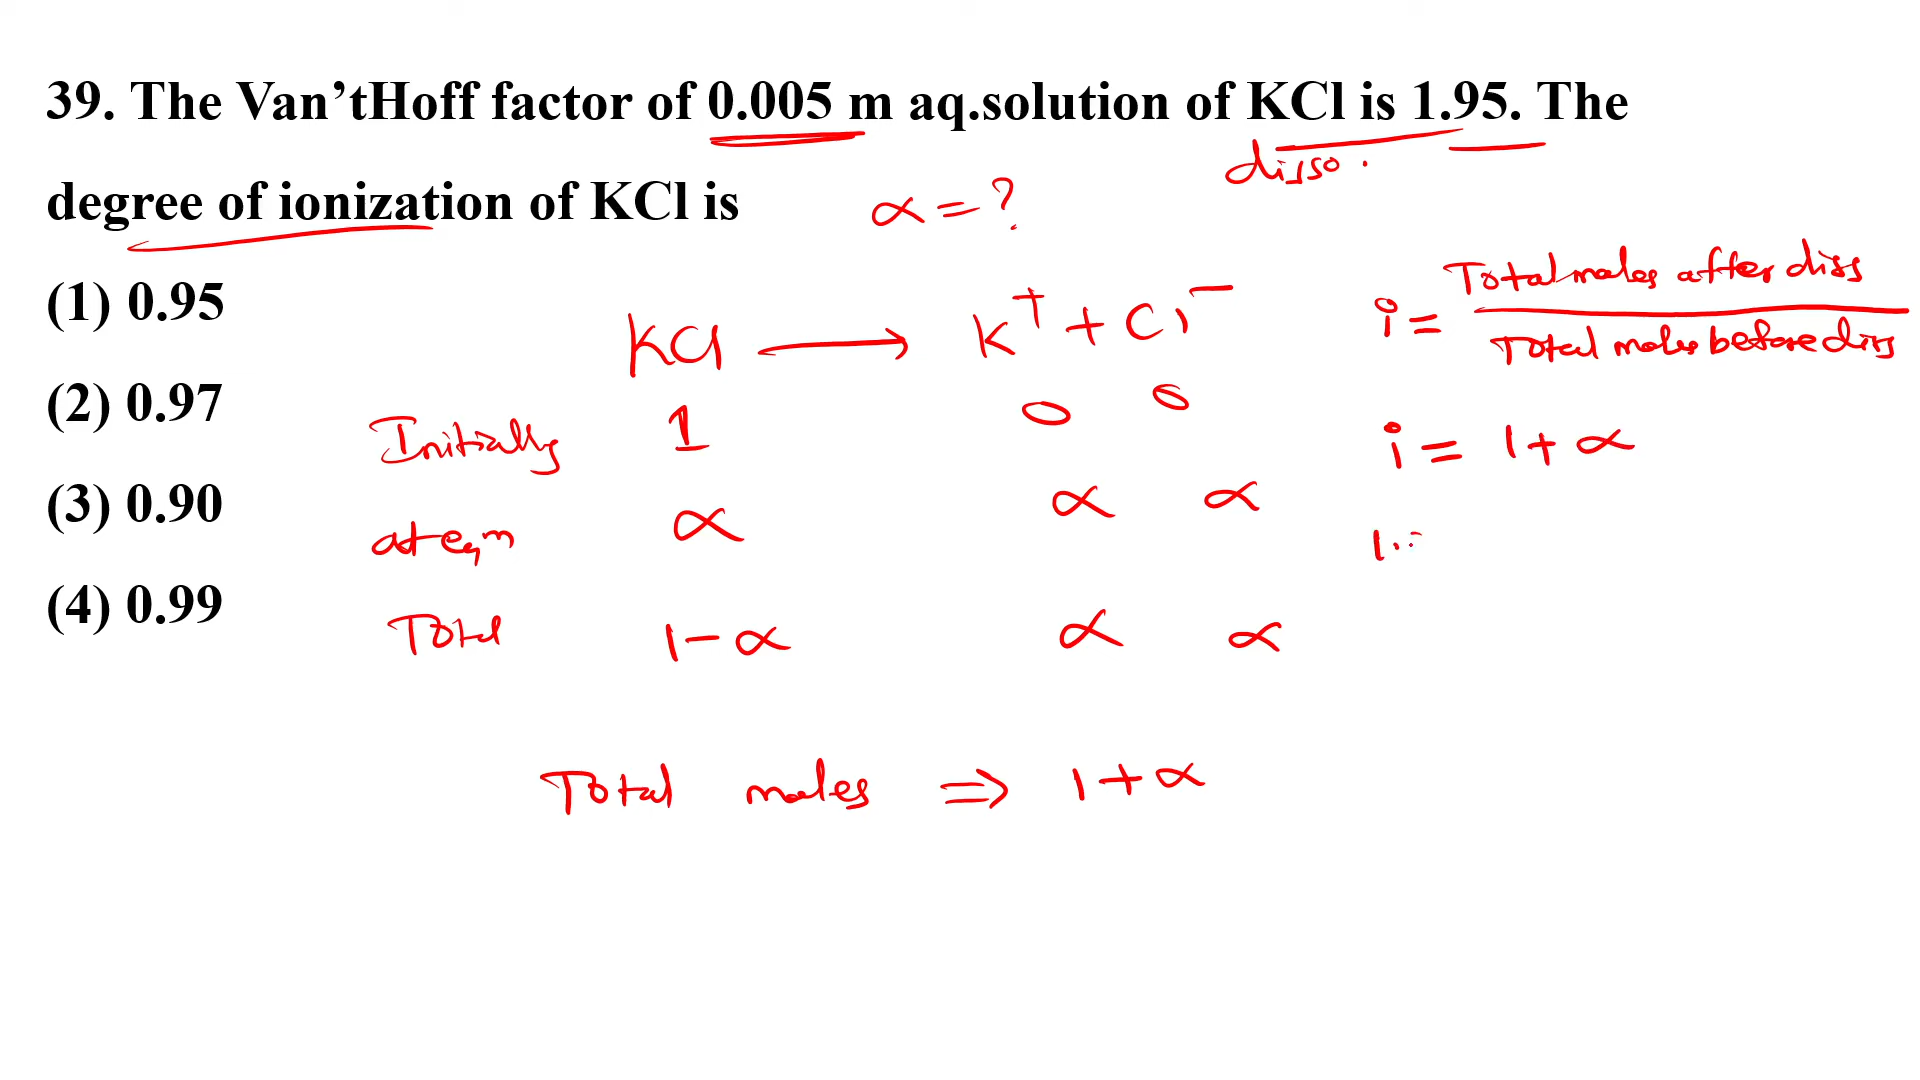 39. The Van’tHoff factor of 0.005 m aq.solution of KCl is 1.95. The
disso.
degree of ionization of KCl is α = ?
(1) 0.95
KCl ⟶ K⁺ + Cl⁻
i = Total moles after diss / Total moles before diss
(2) 0.97
Initially 1 0 0
i = 1 + α
(3) 0.90
at eqm α α α
1.
(4) 0.99
Total 1 − α α α
Total moles ⇒ 1 + α